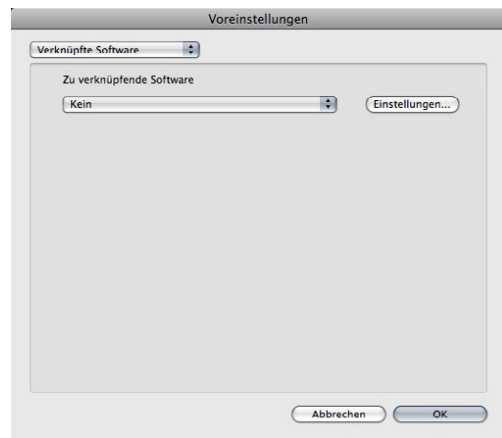 Voreinstellungen
Verknüpfte Software
Zu verknüpfende Software
Kein Einstellungen...
Abbrechen OK